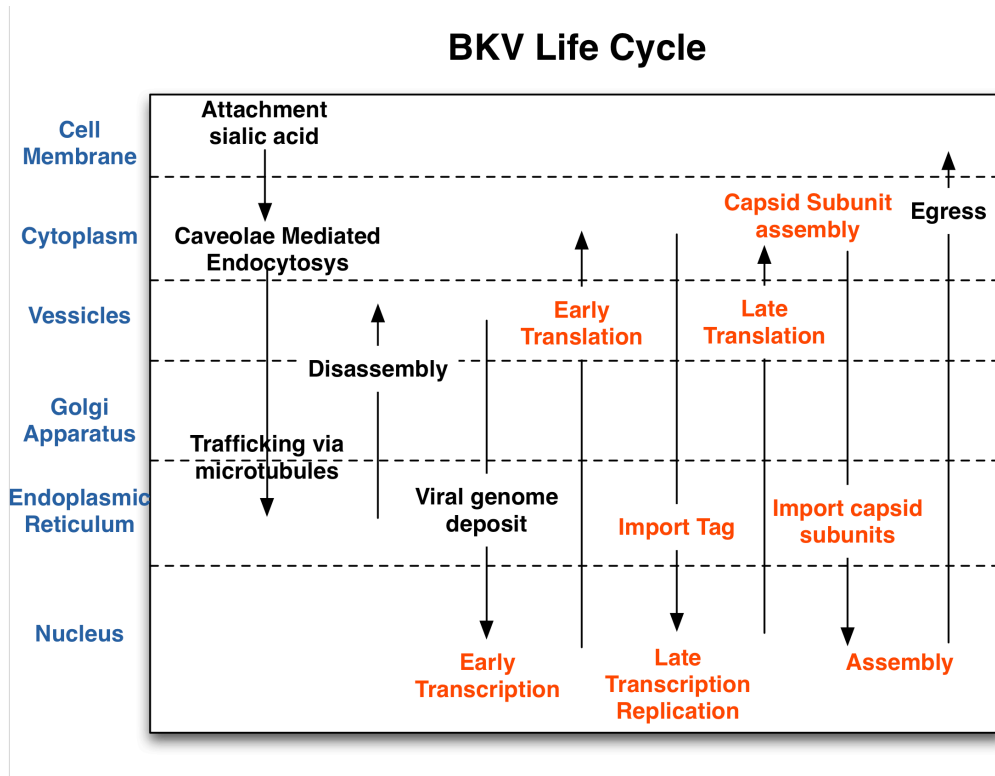 BKV Life Cycle
Cell
Membrane
Attachment
sialic acid
Cytoplasm
Caveolae Mediated
Endocytosys
Capsid Subunit
assembly
Egress
Vessicles
Early
Translation
Late
Translation
Disassembly
Golgi
Apparatus
Trafficking via
microtubules
Endoplasmic
Reticulum
Viral genome
deposit
Import Tag
Import capsid
subunits
Nucleus
Early
Transcription
Late
Transcription
Replication
Assembly